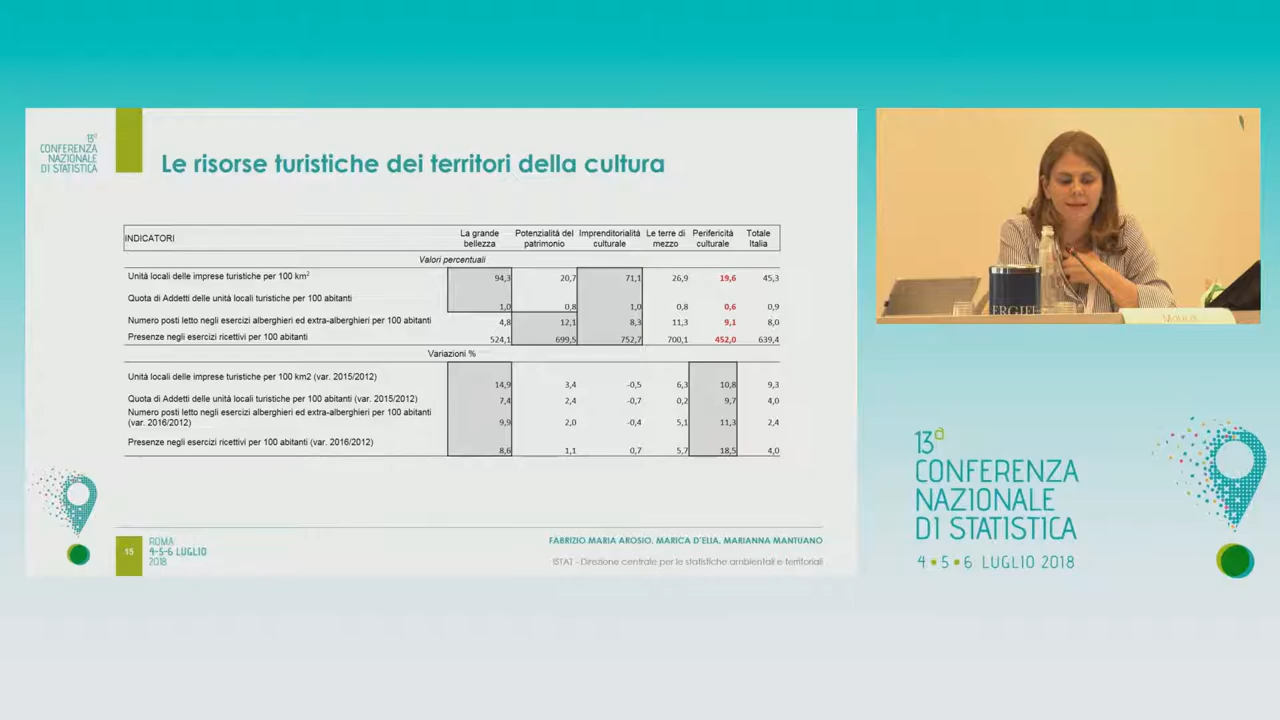 13ª
CONFERENZA
NAZIONALE
DI STATISTICA
Le risorse turistiche dei territori della cultura
INDICATORI La grande bellezza Potenzialità del patrimonio Imprenditorialità culturale Le terre di mezzo Perifericità culturale Totale Italia
Valori percentuali
Unità locali delle imprese turistiche per 100 km² 94,3 20,7 71,1 26,9 19,6 45,3
Quota di Addetti delle unità locali turistiche per 100 abitanti 1,0 0,8 1,0 0,8 0,6 0,9
Numero posti letto negli esercizi alberghieri ed extra-alberghieri per 100 abitanti 4,8 12,1 8,3 11,3 9,1 8,0
Presenze negli esercizi ricettivi per 100 abitanti 524,1 699,5 752,7 700,1 452,0 639,4
Variazioni %
Unità locali delle imprese turistiche per 100 km2 (var. 2015/2012) 14,9 3,4 -0,5 6,3 10,8 9,3
Quota di Addetti delle unità locali turistiche per 100 abitanti (var. 2015/2012) 7,4 2,4 -0,7 0,2 9,7 4,0
Numero posti letto negli esercizi alberghieri ed extra-alberghieri per 100 abitanti
(var. 2016/2012) 9,9 2,0 -0,4 5,1 11,3 2,4
Presenze negli esercizi ricettivi per 100 abitanti (var. 2016/2012) 8,6 1,1 0,7 5,7 18,5 4,0
15
ROMA
4-5-6 LUGLIO
2018
FABRIZIO MARIA AROSIO, MARICA D'ELIA, MARIANNA MANTUANO
ISTAT - Direzione centrale per le statistiche ambientali e territoriali
13ª
CONFERENZA
NAZIONALE
DI STATISTICA
4 • 5 • 6 LUGLIO 2018